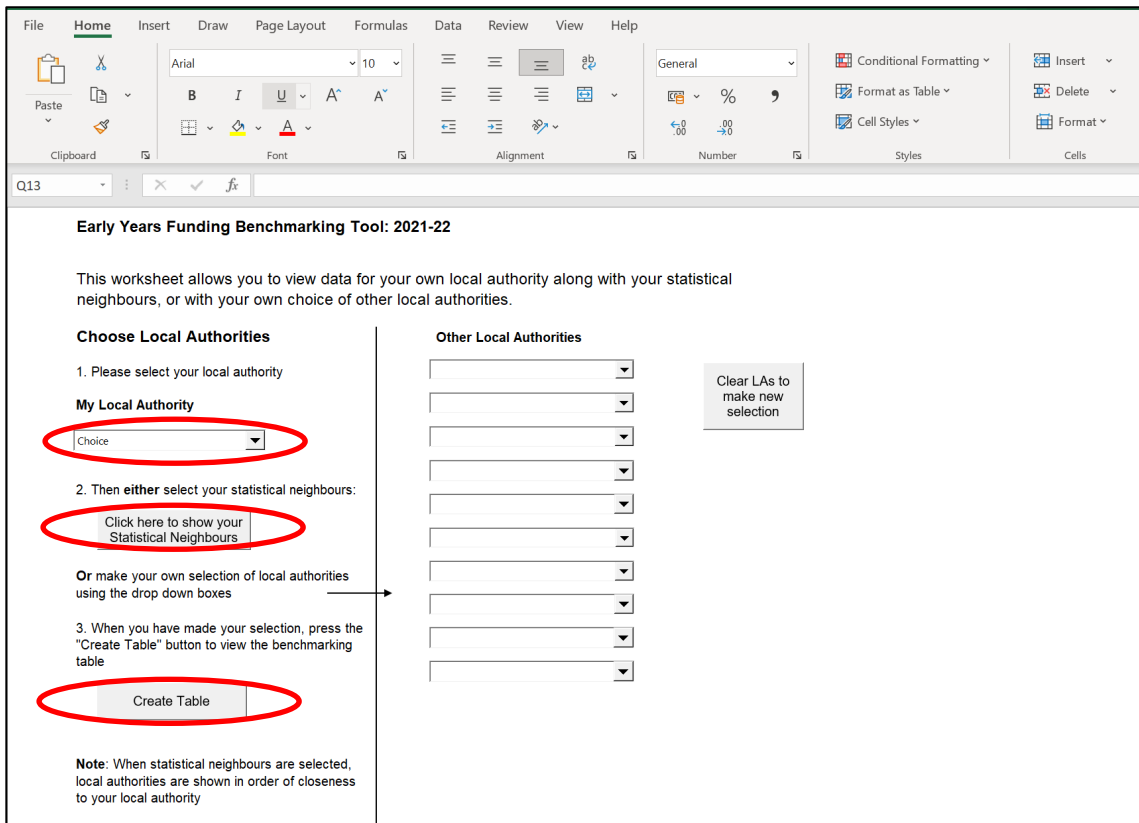 File Home Insert Draw Page Layout Formulas Data Review View Help
Arial 10 ab General Conditional Formatting Insert
Paste B I U A A % Format as Table Delete
A .00 .00 Cell Styles Format
Clipboard Font Alignment Number Styles Cells
Q13 fx
Early Years Funding Benchmarking Tool: 2021-22
This worksheet allows you to view data for your own local authority along with your statistical
neighbours, or with your own choice of other local authorities.
Choose Local Authorities
1. Please select your local authority
My Local Authority
Choice
2. Then either select your statistical neighbours:
Click here to show your
Statistical Neighbours
Or make your own selection of local authorities
using the drop down boxes
3. When you have made your selection, press the
"Create Table" button to view the benchmarking
table
Create Table
Note: When statistical neighbours are selected,
local authorities are shown in order of closeness
to your local authority
Other Local Authorities
Clear LAs to
make new
selection